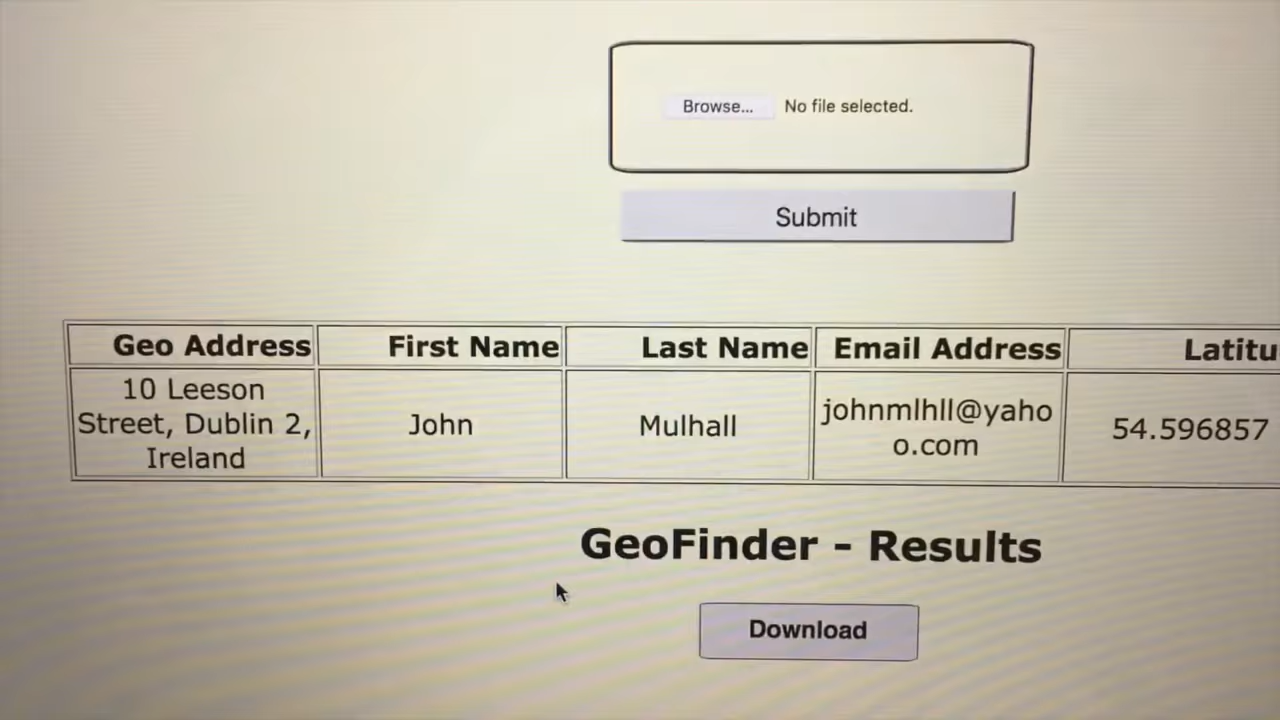 Browse... No file selected.
Submit
Geo Address First Name Last Name Email Address Latitu
10 Leeson
Street, Dublin 2,
Ireland
John
Mulhall
johnmlhll@yaho
o.com
54.596857
GeoFinder - Results
Download